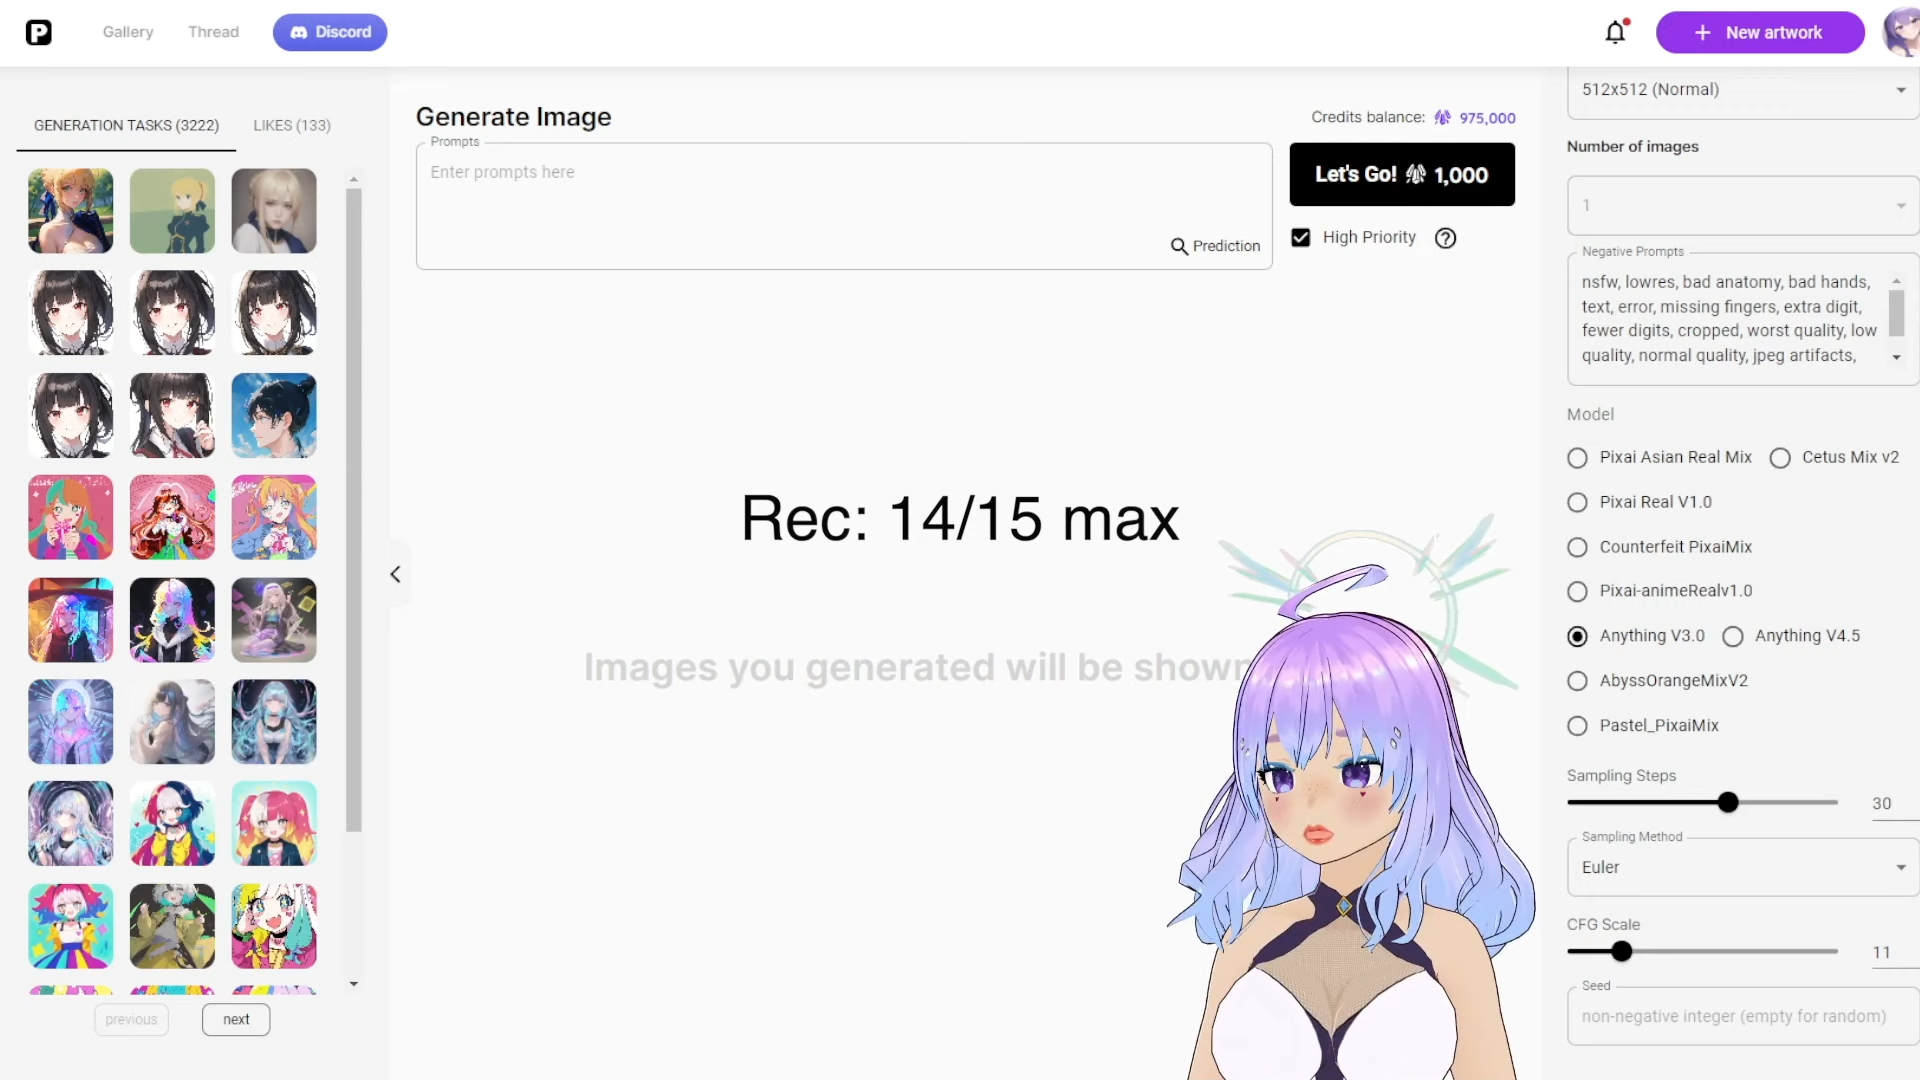 P
Gallery
Thread
Discord
New artwork
GENERATION TASKS (3222)
LIKES (133)
previous
next
Generate Image
Credits balance: 975,000
Prompts
Enter prompts here
Prediction
Let's Go! 1,000
High Priority
?
Rec: 14/15 max
Images you generated will be shown
512x512 (Normal)
Number of images
1
Negative Prompts
nsfw, lowres, bad anatomy, bad hands,
text, error, missing fingers, extra digit,
fewer digits, cropped, worst quality, low
quality, normal quality, jpeg artifacts,
Model
Pixai Asian Real Mix
Cetus Mix v2
Pixai Real V1.0
Counterfeit PixaiMix
Pixai-animeRealv1.0
Anything V3.0
Anything V4.5
AbyssOrangeMixV2
Pastel_PixaiMix
Sampling Steps
30
Sampling Method
Euler
CFG Scale
11
Seed
non-negative integer (empty for random)